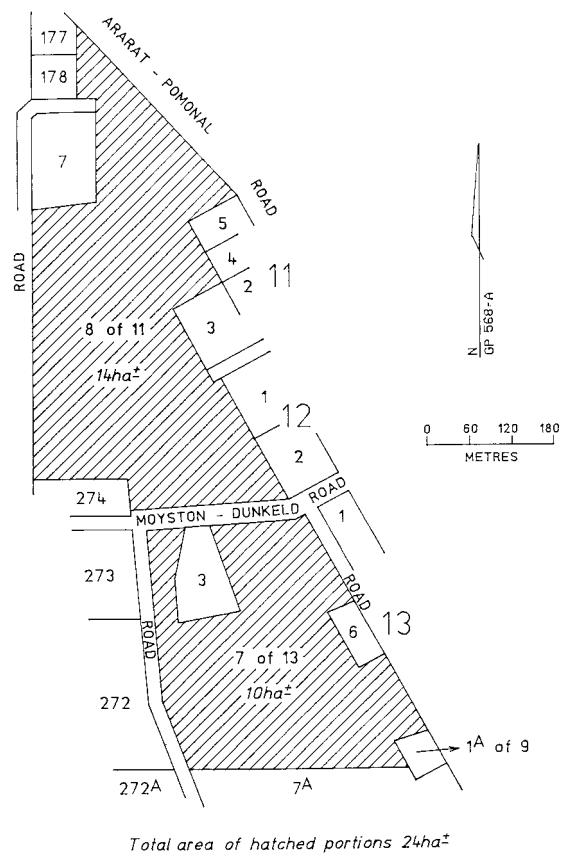 177
ARARAT - POMONAL
178
7
ROAD
5
ROAD
4
2
11
3
8 of 11
14ha±
N
GP 568-A
1
12
0 60 120 180
METRES
2
274
MOYSTON - DUNKELD ROAD
1
273
3
ROAD
ROAD
6
13
7 of 13
10ha±
272
1A of 9
272A
7A
Total area of hatched portions 24ha±